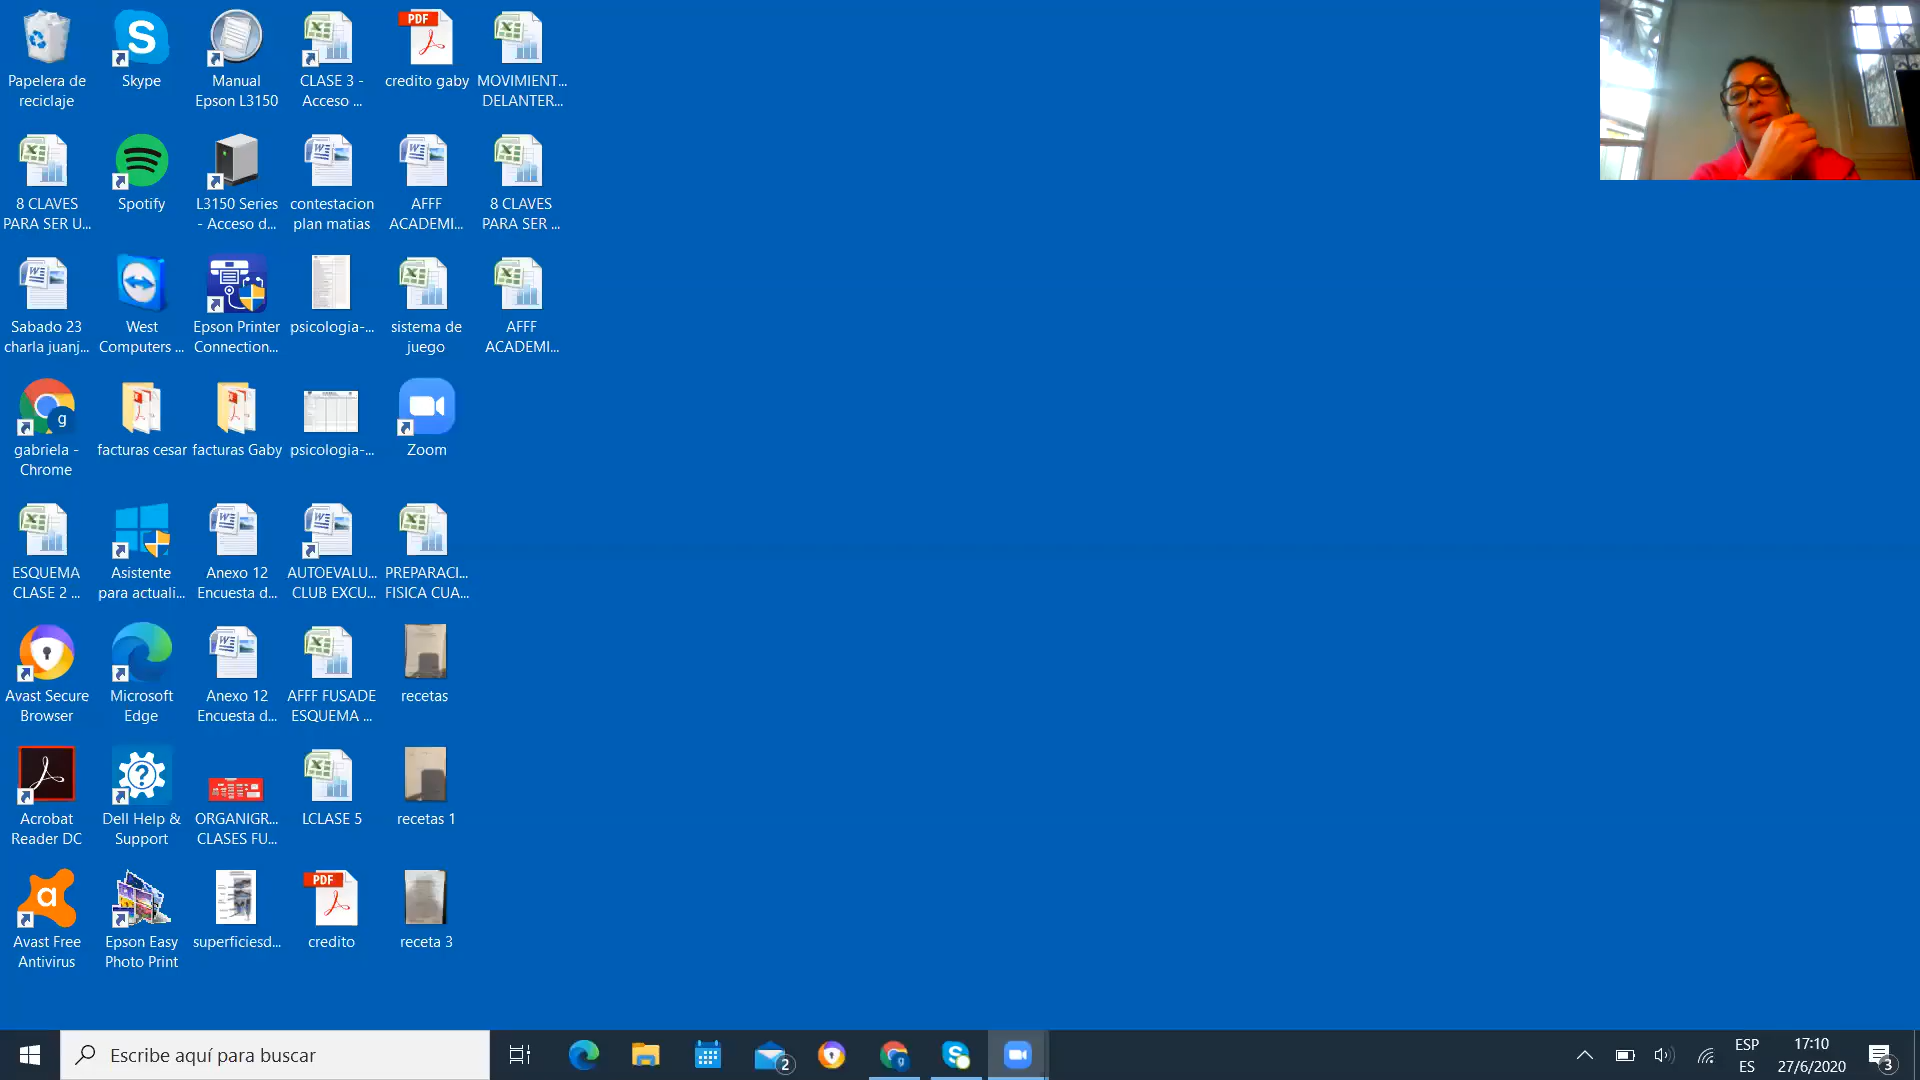 Papelera de
reciclaje
Skype
Manual
Epson L3150
CLASE 3 -
Acceso ...
PDF
credito gaby
MOVIMIENT...
DELANTER...
8 CLAVES
PARA SER U...
Spotify
L3150 Series
- Acceso d...
contestacion
plan matias
AFFF
ACADEMI...
8 CLAVES
PARA SER ...
Sabado 23
charla juanj...
West
Computers ...
Epson Printer
Connection...
psicologia-...
sistema de
juego
AFFF
ACADEMI...
g
gabriela -
Chrome
facturas cesar
facturas Gaby
psicologia-...
Zoom
ESQUEMA
CLASE 2 ...
Asistente
para actuali...
Anexo 12
Encuesta d...
AUTOEVALU...
CLUB EXCU...
PREPARACI...
FISICA CUA...
Avast Secure
Browser
Microsoft
Edge
Anexo 12
Encuesta d...
AFFF FUSADE
ESQUEMA ...
recetas
Acrobat
Reader DC
Dell Help &
Support
ORGANIGR...
CLASES FU...
LCLASE 5
recetas 1
Avast Free
Antivirus
Epson Easy
Photo Print
superficiesd...
PDF
credito
receta 3
Escribe aquí para buscar
2
g
ESP
ES
17:10
27/6/2020
3